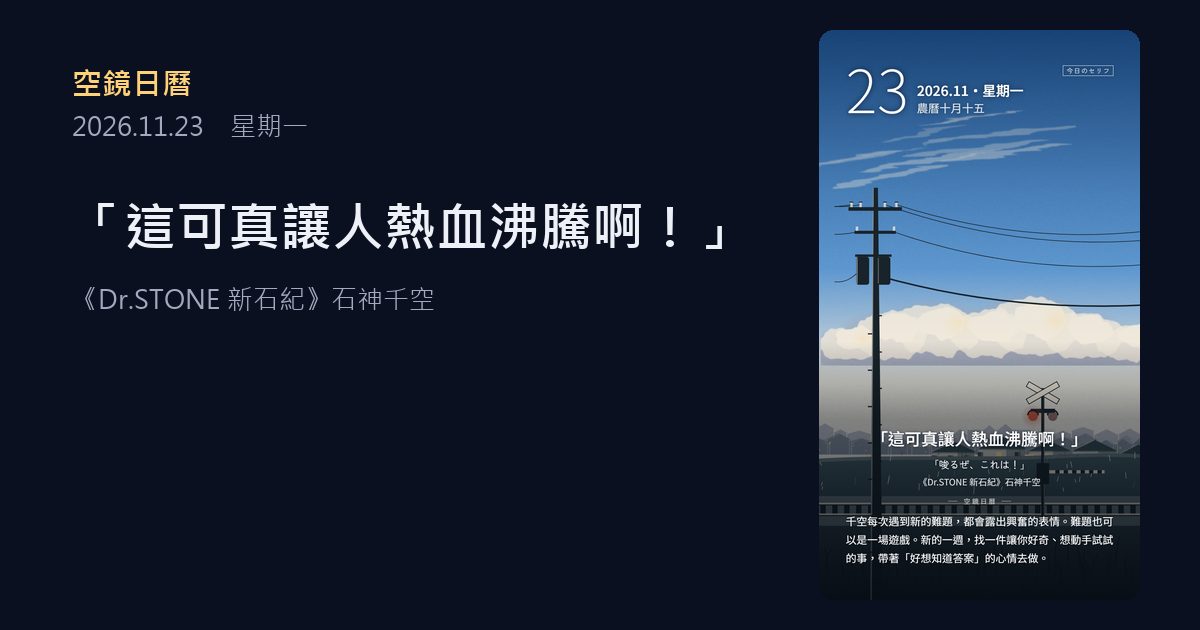 空鏡日曆
2026.11.23 星期一
「這可真讓人熱血沸騰啊！」
《Dr.STONE 新石紀》石神千空
23
2026.11・星期一
農曆十月十五
今日のセリフ
「這可真讓人熱血沸騰啊！」
「唆るぜ、これは！」
《Dr.STONE 新石紀》石神千空
— 空鏡日曆 —
千空每次遇到新的難題，都會露出興奮的表情。難題也可
以是一場遊戲。新的一週，找一件讓你好奇、想動手試試
的事，帶著「好想知道答案」的心情去做。